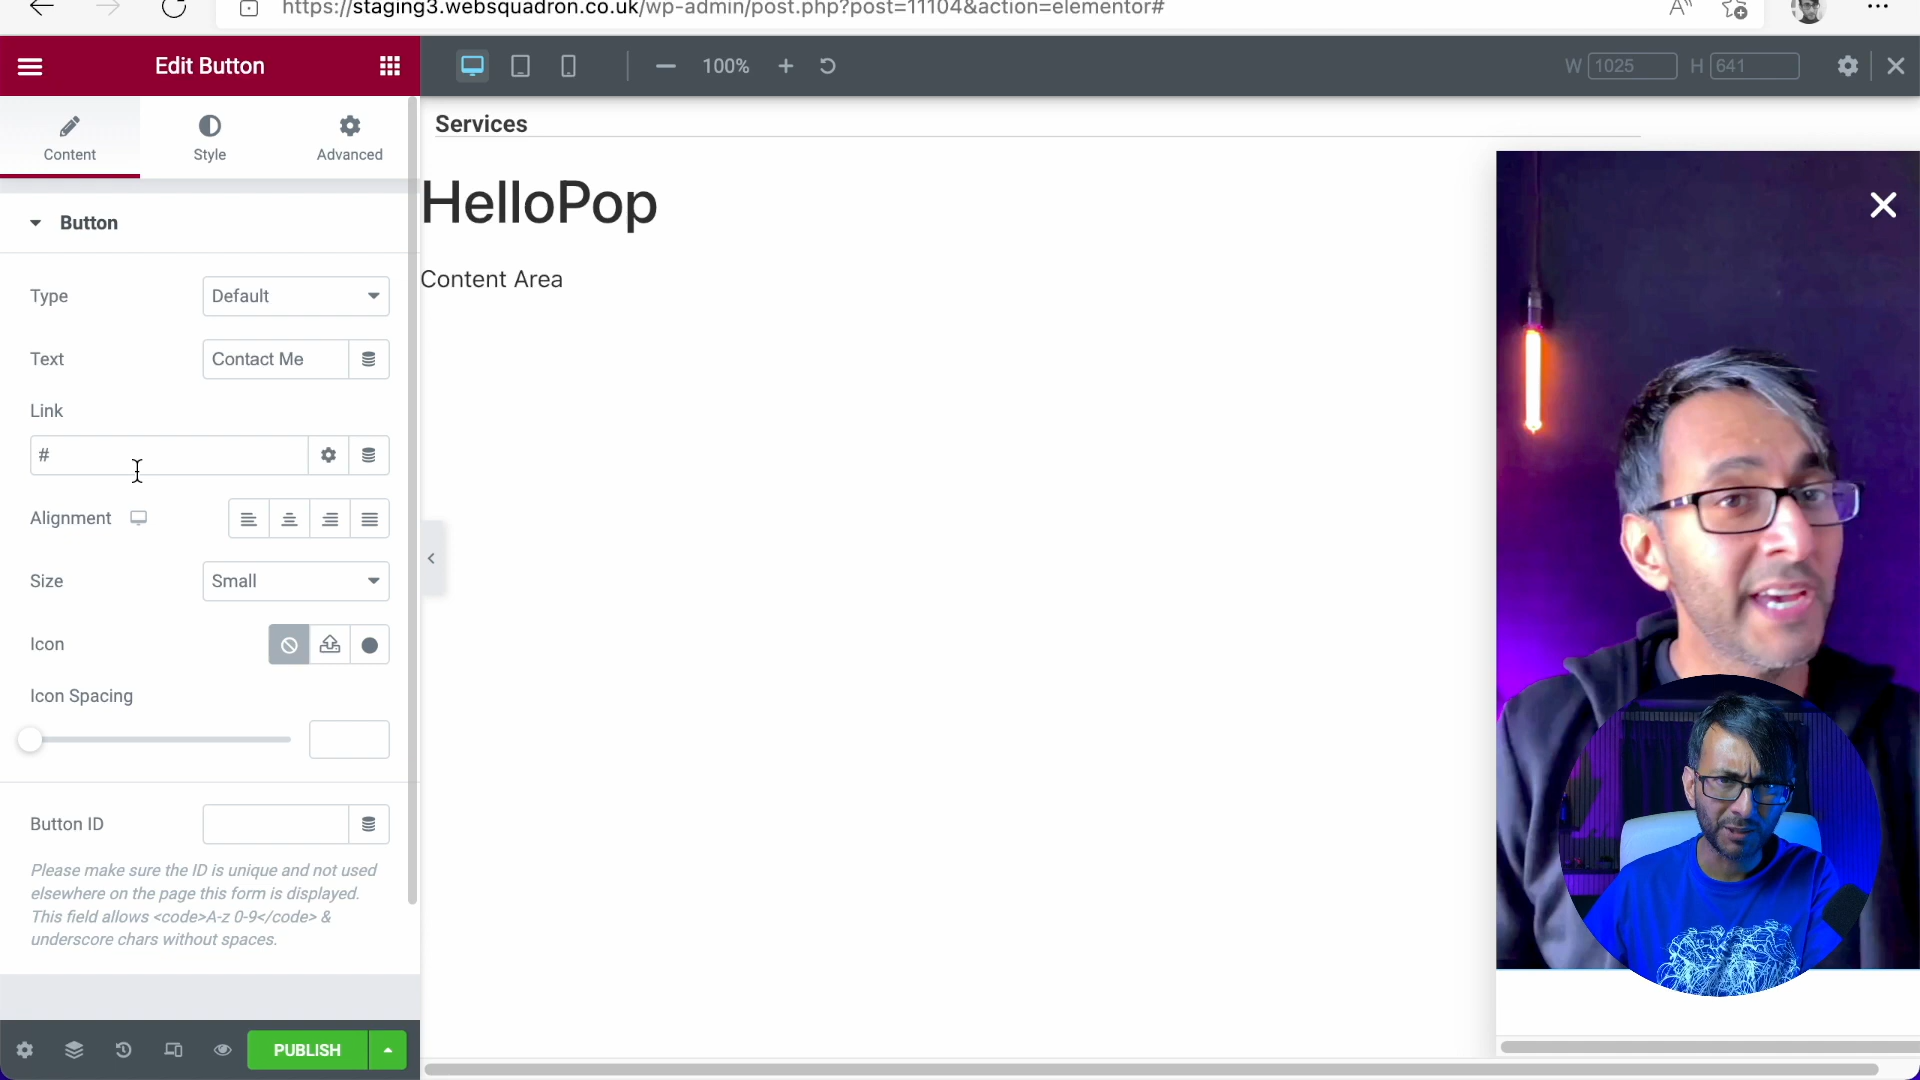 https://staging3.websquadron.co.uk/wp-admin/post.php?post=11104&action=elementor#
Edit Button
100%
W 1025 H 641
Content
Style
Advanced
Services
HelloPop
Content Area
Button
Type Default
Text Contact Me
Link
#
Alignment
Size Small
Icon
Icon Spacing
Button ID
Please make sure the ID is unique and not used
elsewhere on the page this form is displayed.
This field allows <code>A-z 0-9</code> &
underscore chars without spaces.
PUBLISH